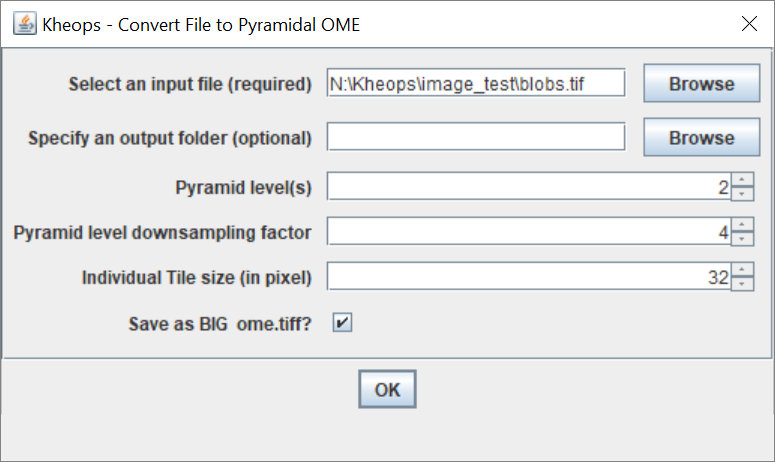 Kheops - Convert File to Pyramidal OME
Select an input file (required) N:\Kheops\image_test\blobs.tif Browse
Specify an output folder (optional) Browse
Pyramid level(s) 2
Pyramid level downsampling factor 4
Individual Tile size (in pixel) 32
Save as BIG ome.tiff?
OK